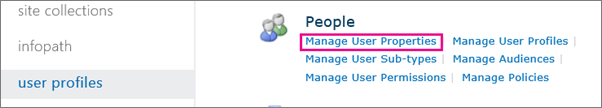 site collections
infopath
user profiles
People
Manage User Properties | Manage User Profiles |
Manage User Sub-types | Manage Audiences |
Manage User Permissions | Manage Policies